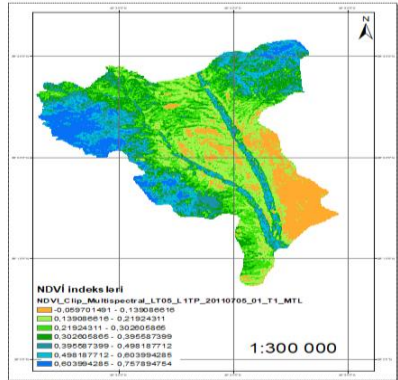 N
NDVİ indeksləri
NDVI_Clip_Multispectral_LT05_L1TP_20110705_01_T1_MTL
-0,059701491 - 0,139086616
0,139086616 - 0,21924311
0,21924311 - 0,302605865
0,302605865 - 0,395587399
0,395587399 - 0,498187712
0,498187712 - 0,603994285
0,603994285 - 0,757894754
1:300 000